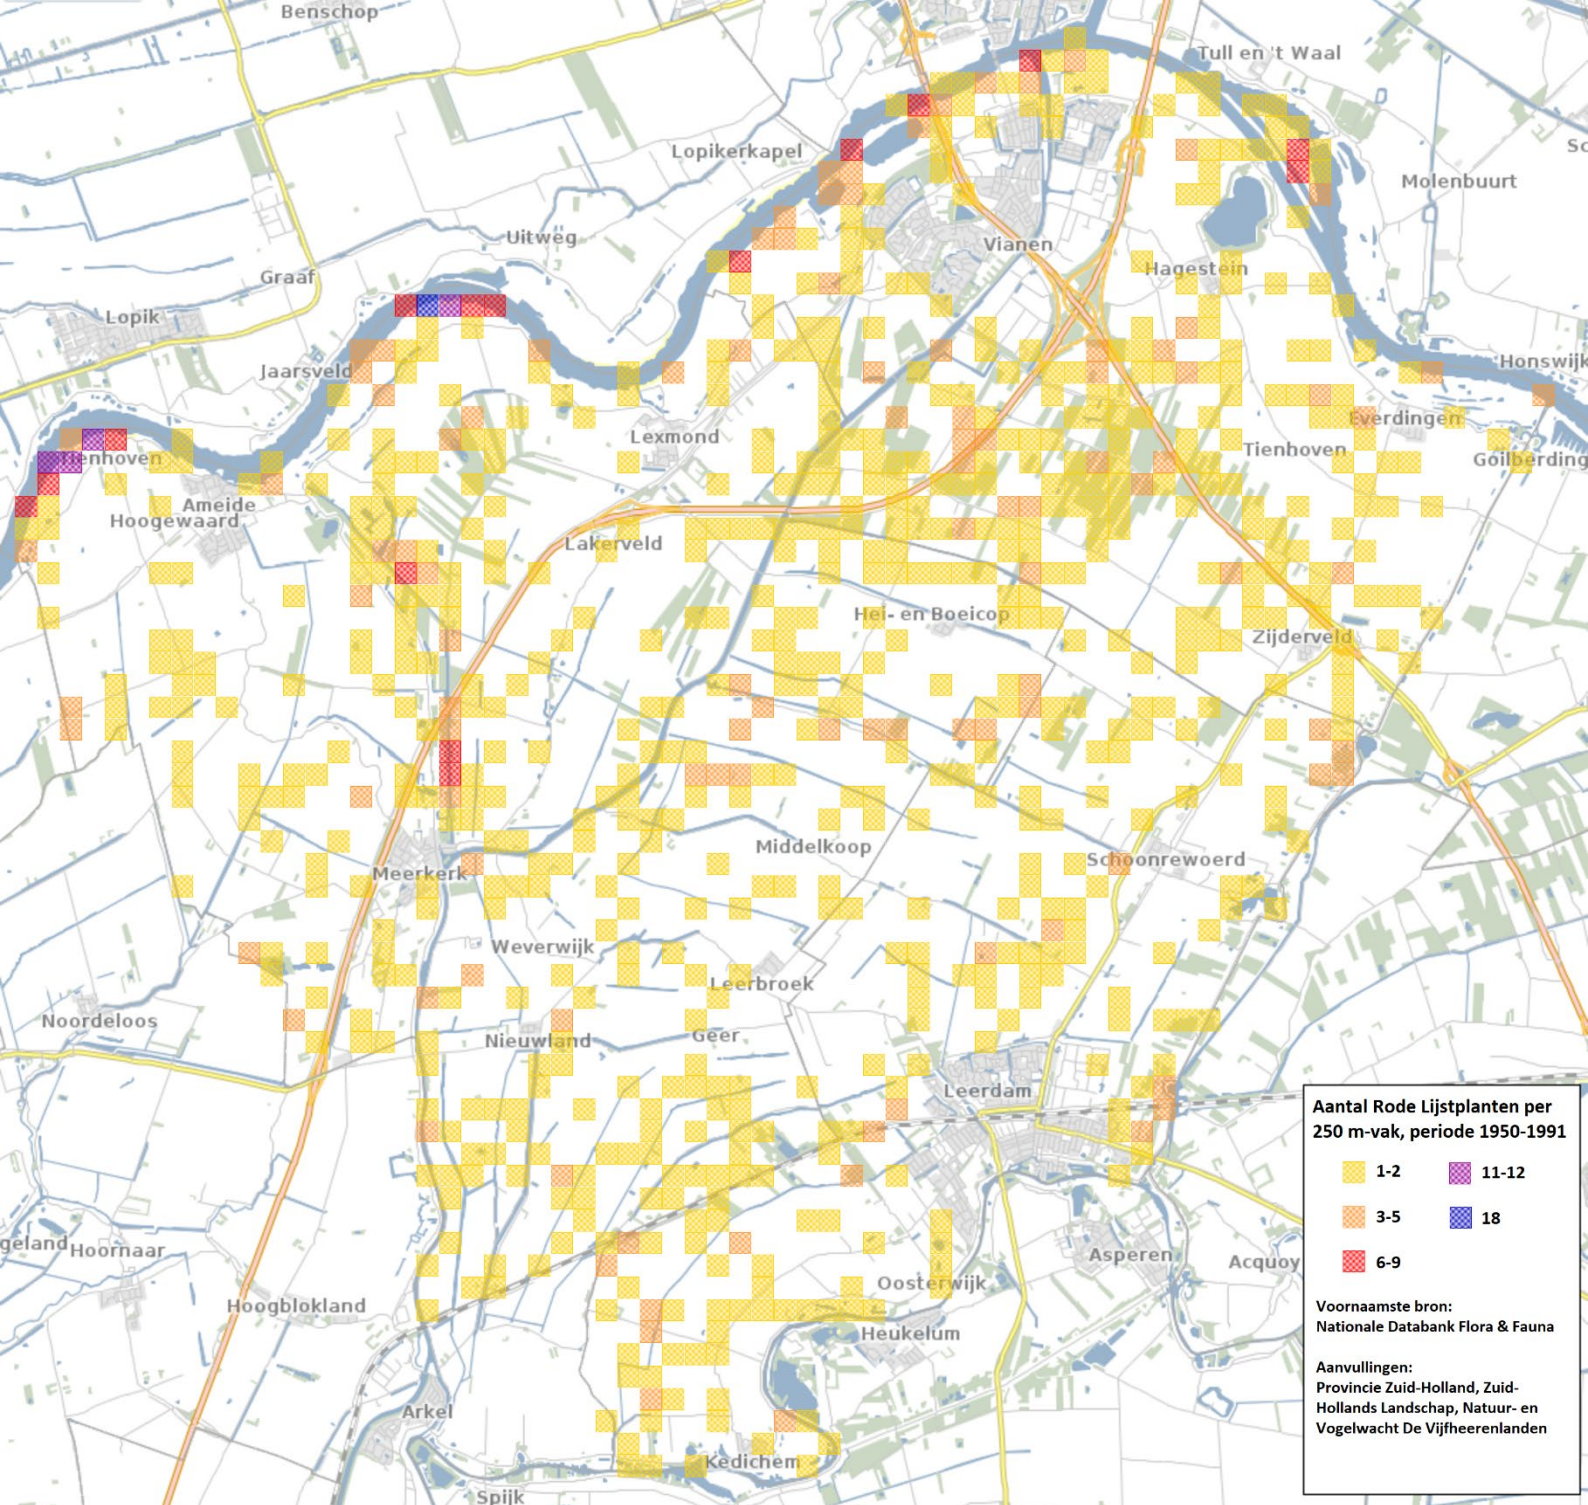 Benschop
Tull en 't Waal
Lopikerkapel
Molenbuurt
Uitweg
Vianen
Graaf
Hagestein
Lopik
Jaarsveld
Honswijk
Everdingen
Lexmond
Tienhoven
Tienhoven
Goilberding
Ameide
Hoogewaard
Lakerveld
Hei- en Boeicop
Zijderveld
Middelkoop
Schoonrewoerd
Meerkerk
Weverwijk
Leerbroek
Noordeloos
Nieuwland
Geer
Leerdam
Aantal Rode Lijstplanten per
250 m-vak, periode 1950-1991
1-2
11-12
3-5
18
6-9
Voornaamste bron:
Nationale Databank Flora & Fauna
Aanvullingen:
Provincie Zuid-Holland, Zuid-
Hollands Landschap, Natuur- en
Vogelwacht De Vijfheerenlanden
geland
Hoornaar
Asperen
Acquoy
Oosterwijk
Hoogblokland
Heukelum
Arkel
Kedichem
Spijk